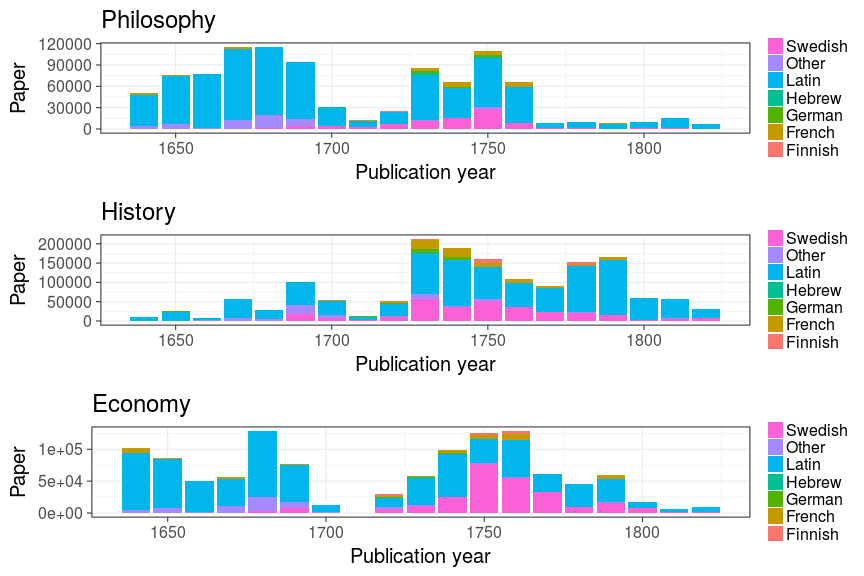 Philosophy
Paper
120000
90000
60000
30000
0
1650
1700
1750
1800
Publication year
Swedish
Other
Latin
Hebrew
German
French
Finnish
History
Paper
200000
150000
100000
50000
0
1650
1700
1750
1800
Publication year
Swedish
Other
Latin
Hebrew
German
French
Finnish
Economy
Paper
1e+05
5e+04
0e+00
1650
1700
1750
1800
Publication year
Swedish
Other
Latin
Hebrew
German
French
Finnish